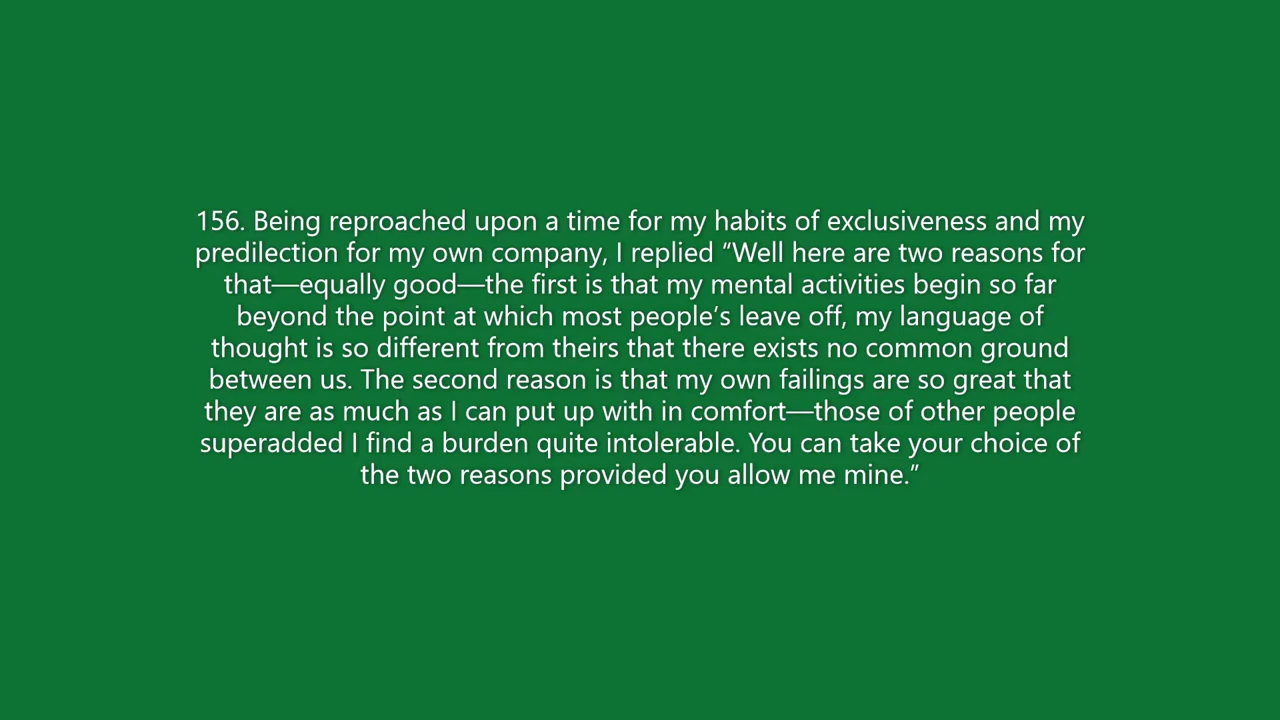 156. Being reproached upon a time for my habits of exclusiveness and my
predilection for my own company, I replied “Well here are two reasons for
that—equally good—the first is that my mental activities begin so far
beyond the point at which most people’s leave off, my language of
thought is so different from theirs that there exists no common ground
between us. The second reason is that my own failings are so great that
they are as much as I can put up with in comfort—those of other people
superadded I find a burden quite intolerable. You can take your choice of
the two reasons provided you allow me mine.”